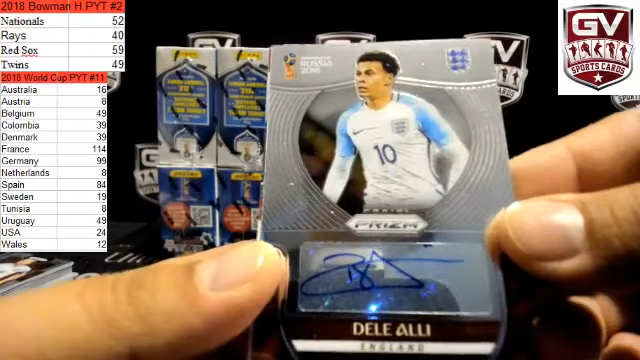 2018 Bowman H PYT #2
Nationals 52
Rays 40
Red Sox 59
Twins 49
2018 World Cup PYT #11
Australia 16
Austria 8
Belgium 49
Colombia 39
Denmark 39
France 114
Germany 99
Netherlands 8
Spain 84
Sweden 19
Tunisia 8
Uruguay 49
USA 24
Wales 12
GV
SPORTS CARDS
RUSSIA
2018
10
PANINI
PRIZM
DELE ALLI
ENGLAND